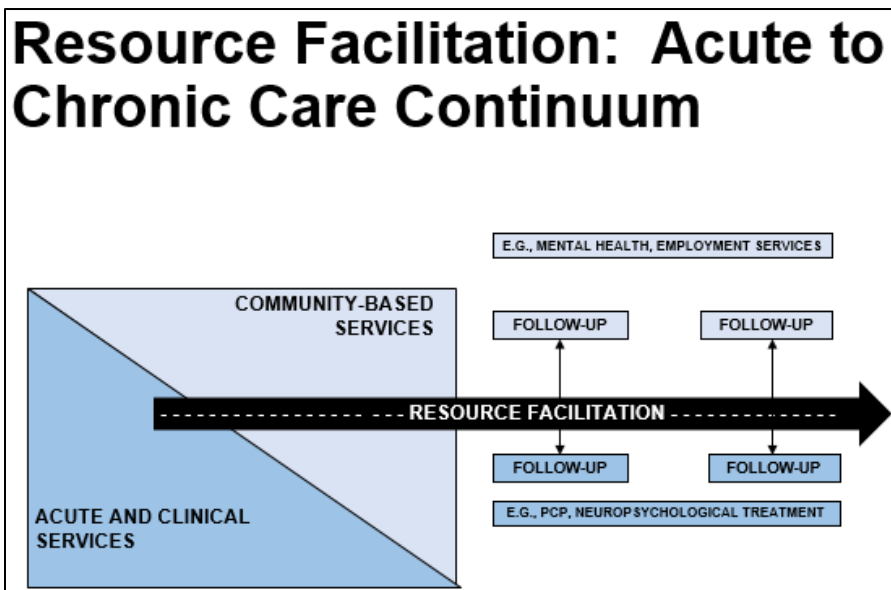 Resource Facilitation: Acute to
Chronic Care Continuum
E.G., MENTAL HEALTH, EMPLOYMENT SERVICES
COMMUNITY-BASED
SERVICES
FOLLOW-UP
FOLLOW-UP
RESOURCE FACILITATION
FOLLOW-UP
FOLLOW-UP
E.G., PCP, NEUROPSYCHOLOGICAL TREATMENT
ACUTE AND CLINICAL
SERVICES